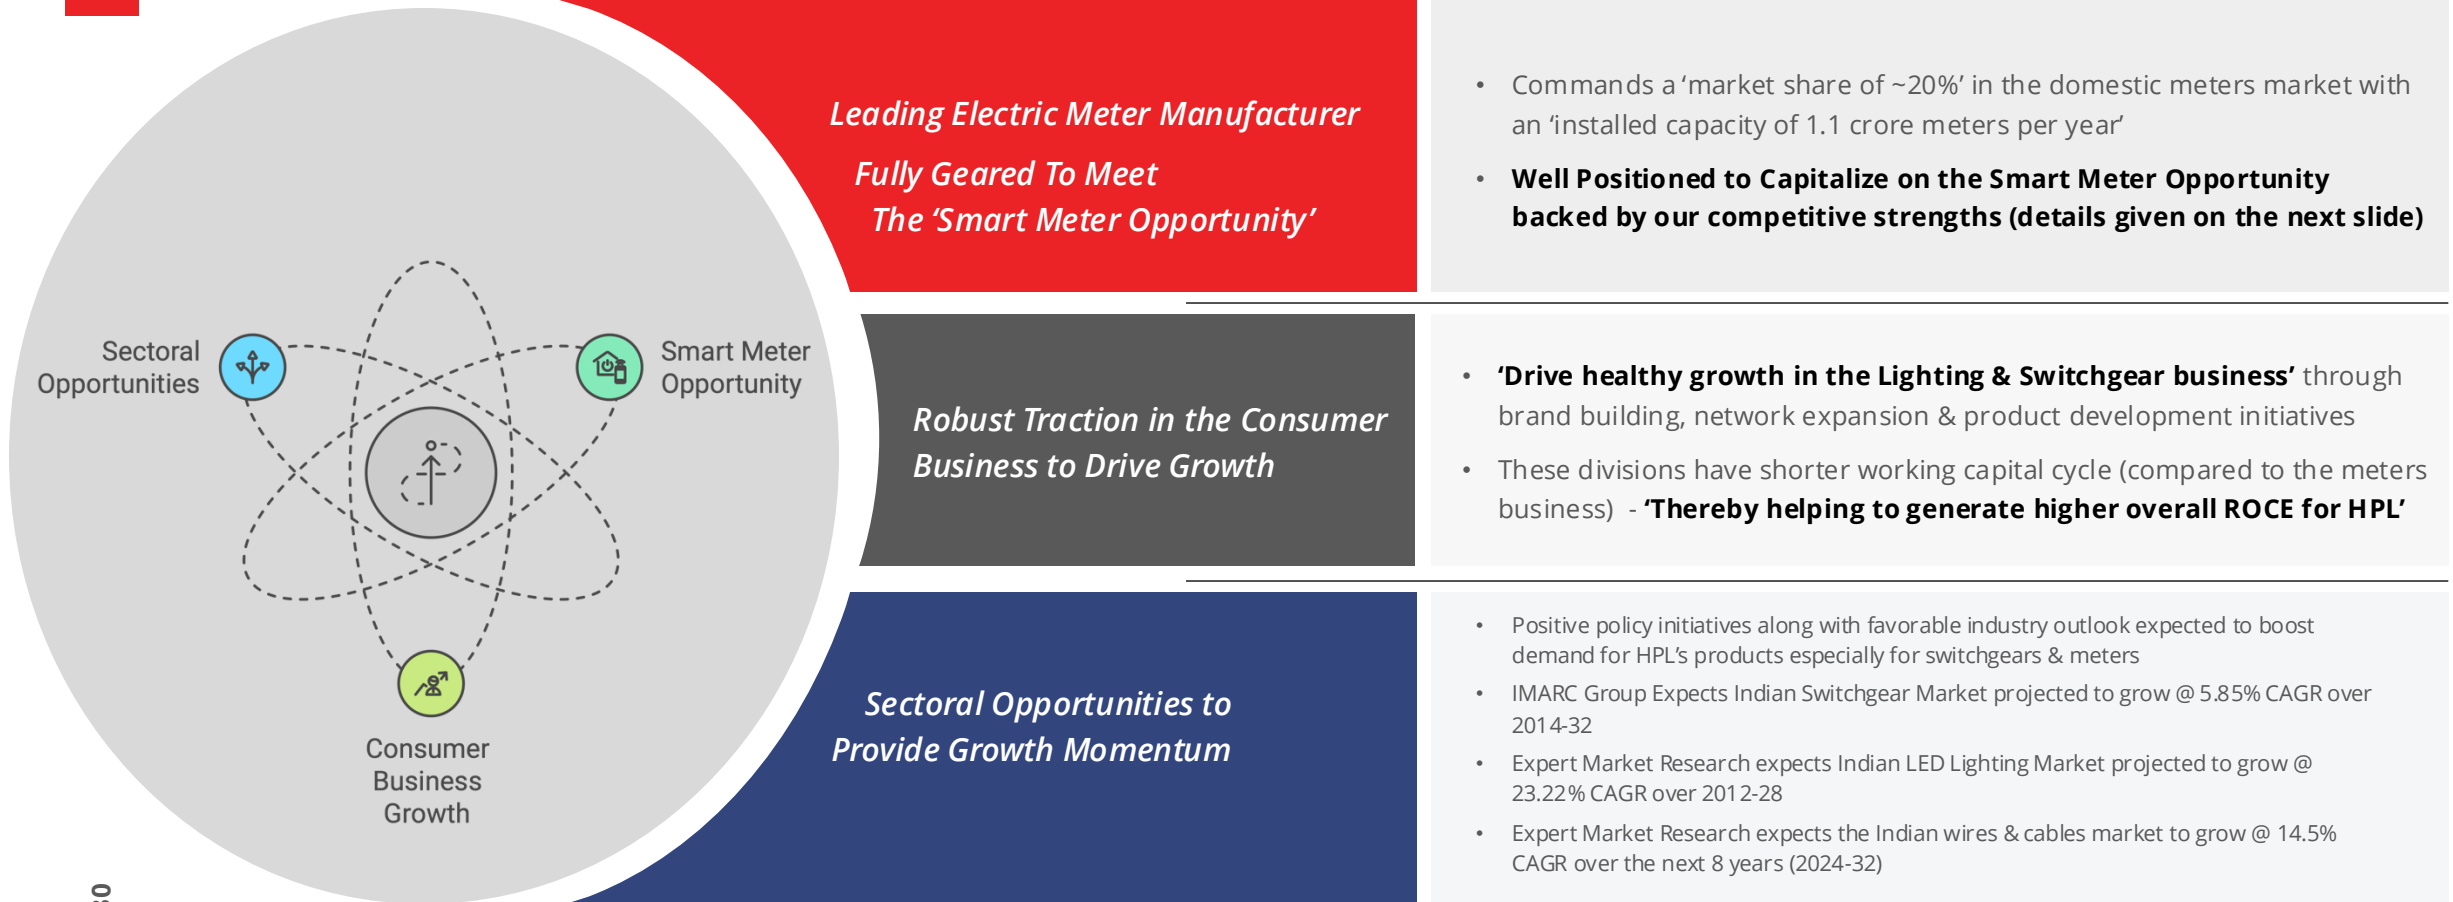 Sectoral
Opportunities
Smart Meter
Opportunity
Consumer
Business
Growth
Leading Electric Meter Manufacturer
Fully Geared To Meet
The ‘Smart Meter Opportunity’
• Commands a ‘market share of ~20%’ in the domestic meters market with
an ‘installed capacity of 1.1 crore meters per year’
• Well Positioned to Capitalize on the Smart Meter Opportunity
backed by our competitive strengths (details given on the next slide)
Robust Traction in the Consumer
Business to Drive Growth
• ‘Drive healthy growth in the Lighting & Switchgear business’ through
brand building, network expansion & product development initiatives
• These divisions have shorter working capital cycle (compared to the meters
business) - ‘Thereby helping to generate higher overall ROCE for HPL’
Sectoral Opportunities to
Provide Growth Momentum
• Positive policy initiatives along with favorable industry outlook expected to boost
demand for HPL’s products especially for switchgears & meters
• IMARC Group Expects Indian Switchgear Market projected to grow @ 5.85% CAGR over
2014-32
• Expert Market Research expects Indian LED Lighting Market projected to grow @
23.22% CAGR over 2012-28
• Expert Market Research expects the Indian wires & cables market to grow @ 14.5%
CAGR over the next 8 years (2024-32)